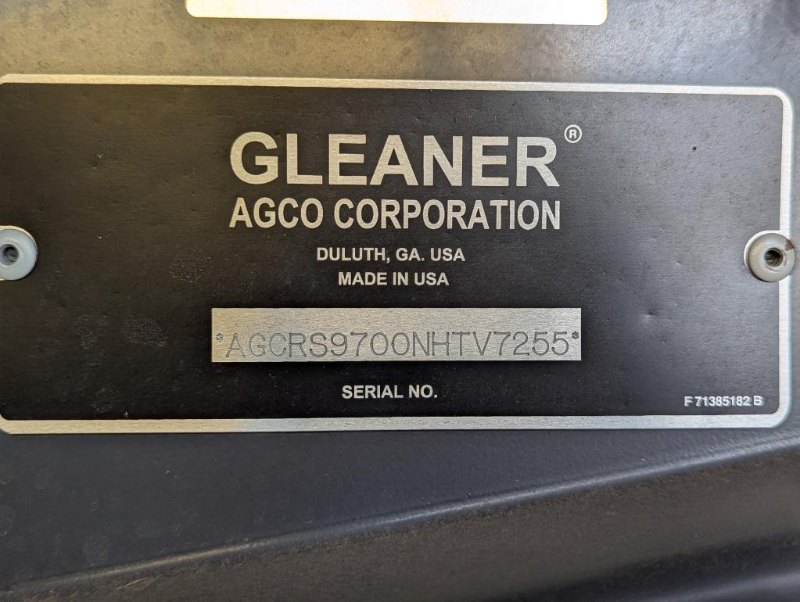 GLEANER®
AGCO CORPORATION
DULUTH, GA. USA
MADE IN USA
*AGCRS9700NHTV7255*
SERIAL NO.
F 71385182 B